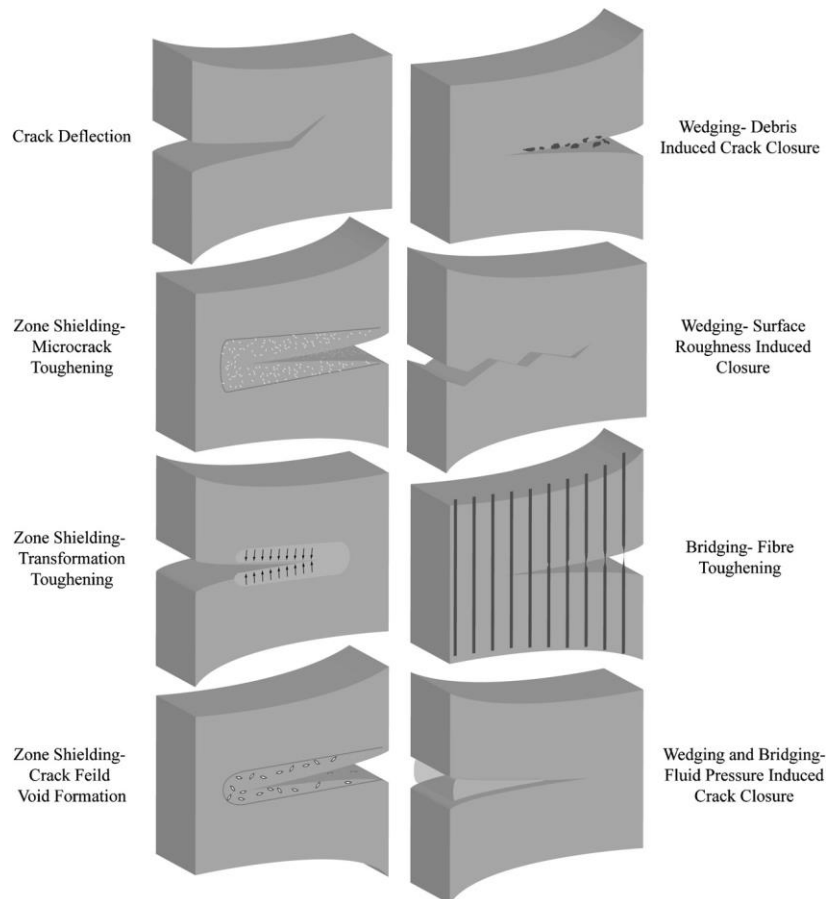 Crack Deflection
Wedging- Debris
Induced Crack Closure
Zone Shielding-
Microcrack
Toughening
Wedging- Surface
Roughness Induced
Closure
Zone Shielding-
Transformation
Toughening
Bridging- Fibre
Toughening
Zone Shielding-
Crack Feild
Void Formation
Wedging and Bridging-
Fluid Pressure Induced
Crack Closure